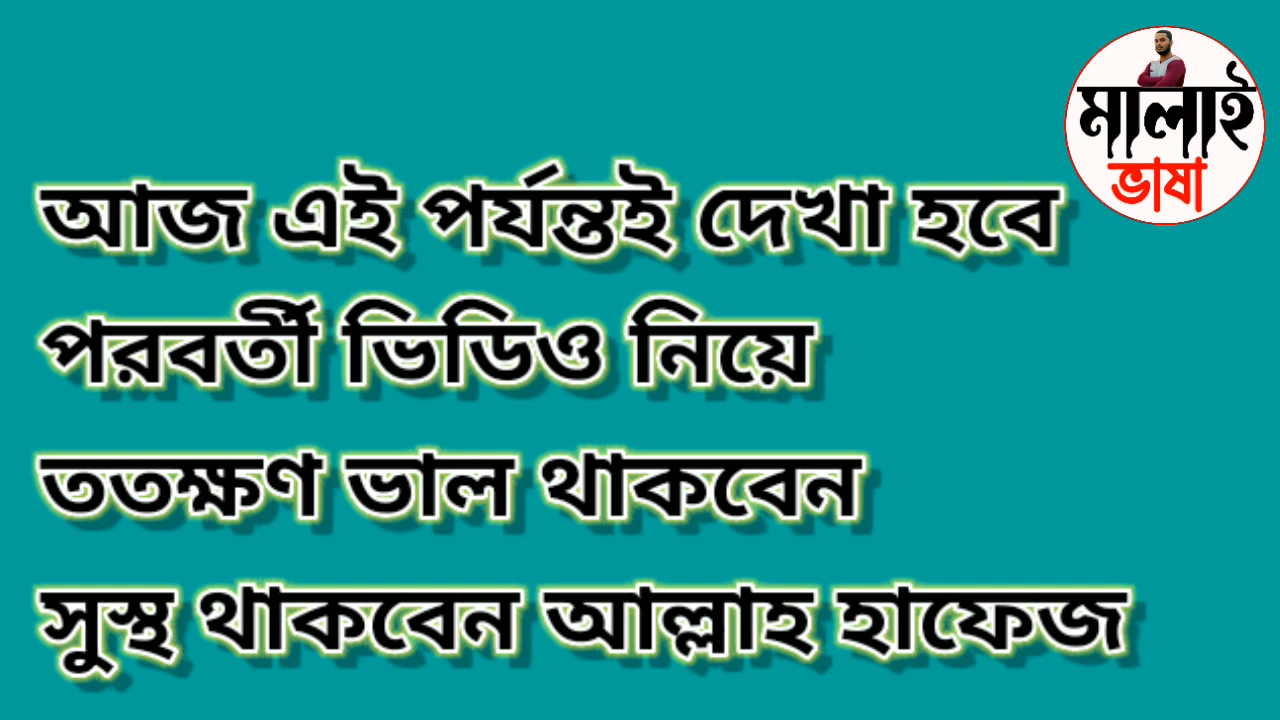 মালাই
ভাষা
আজ এই পর্যন্তই দেখা হবে
পরবর্তী ভিডিও নিয়ে
ততক্ষণ ভাল থাকবেন
সুস্থ থাকবেন আল্লাহ হাফেজ